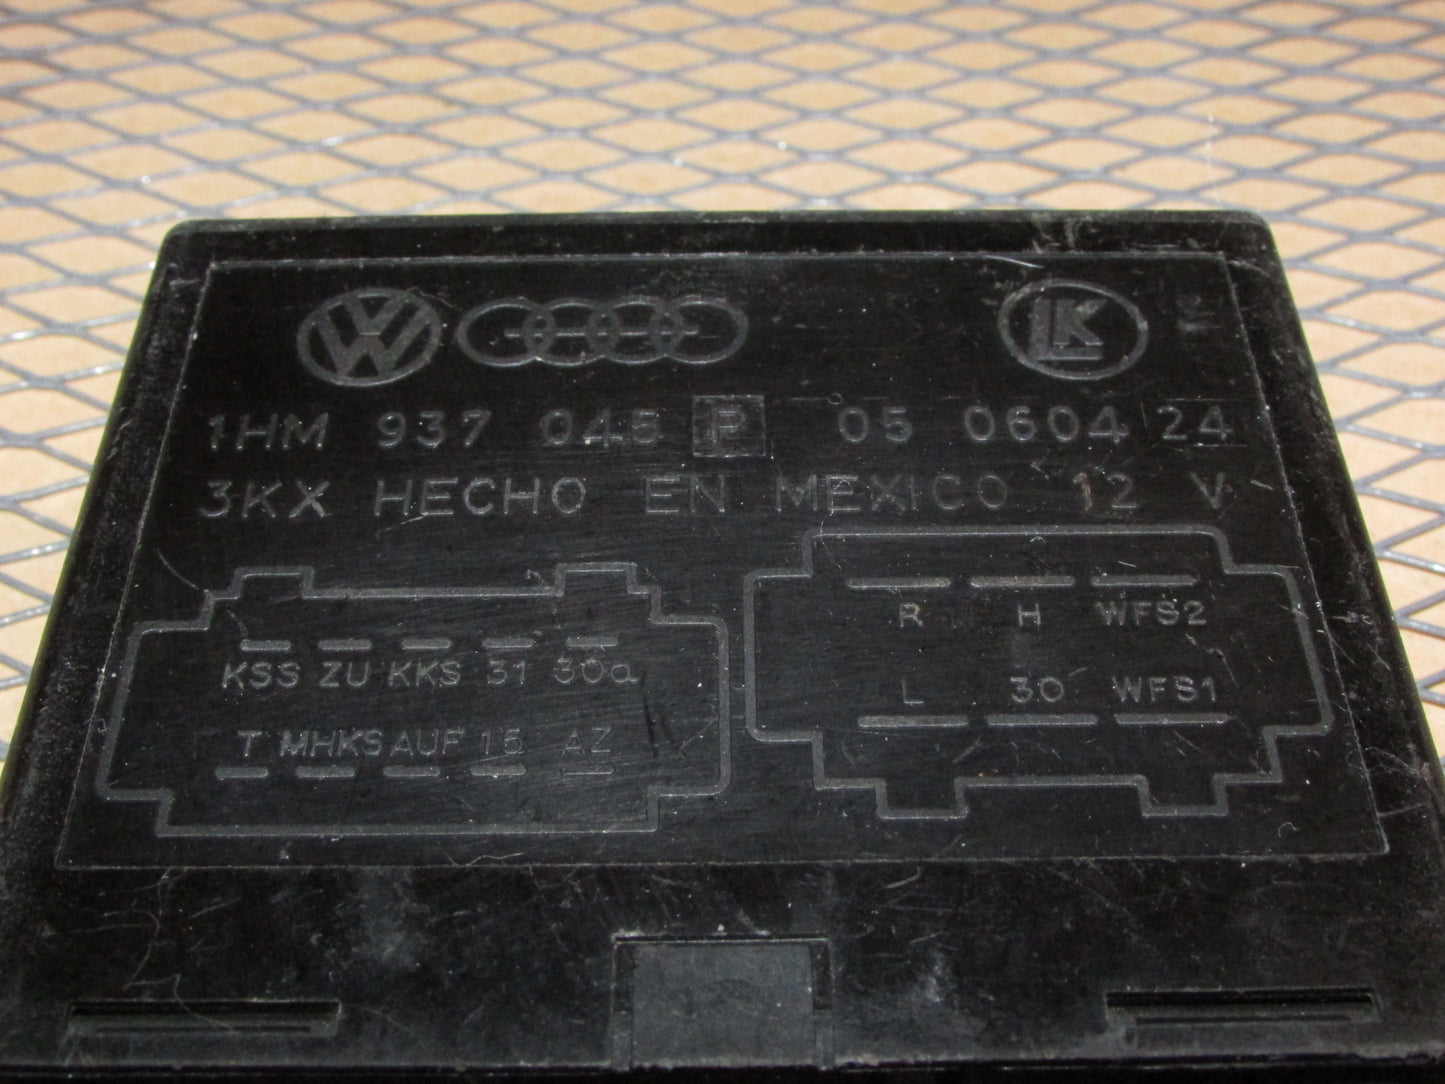 LK
1HM 937 045 P 05 0604 24
3KX HECHO EN MEXICO 12 V
KSS ZU KKS 31 30a
T MHKS AUF 15 AZ
R H WFS2
L 30 WFS1